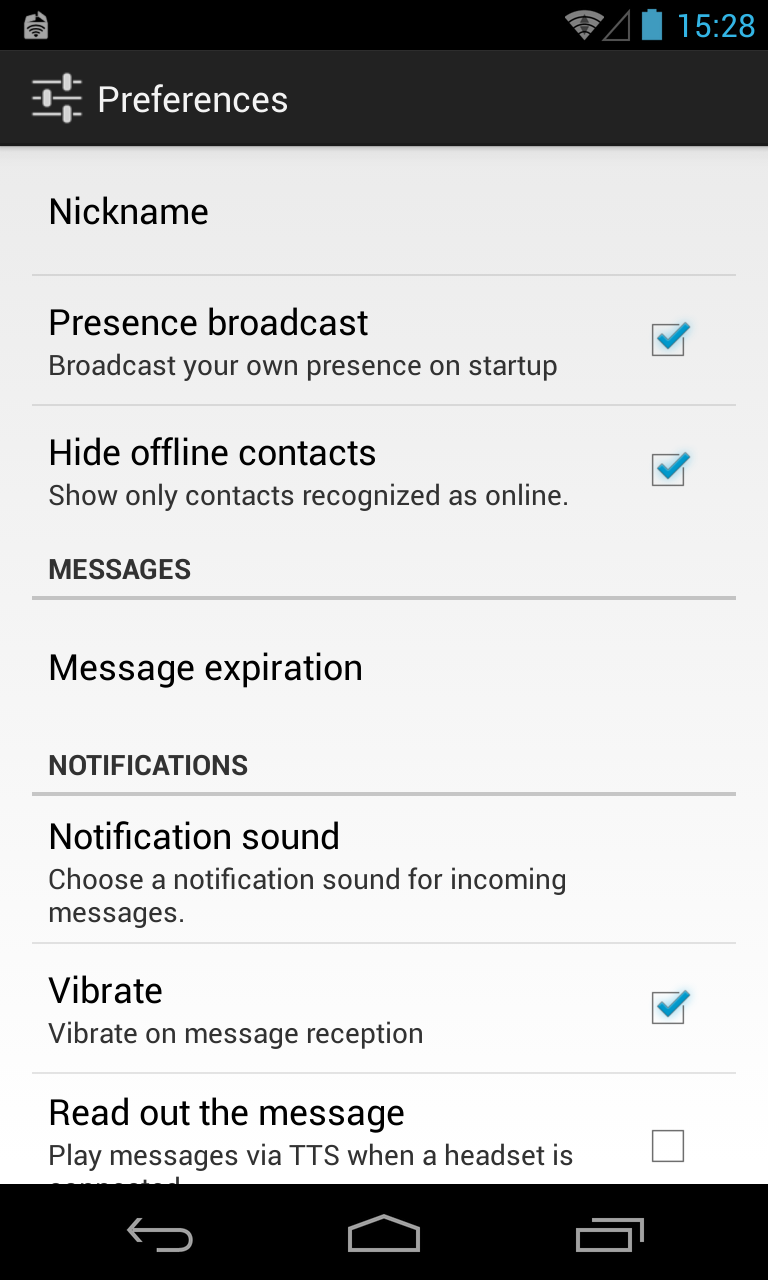 15:28
Preferences
Nickname
Presence broadcast
Broadcast your own presence on startup
Hide offline contacts
Show only contacts recognized as online.
MESSAGES
Message expiration
NOTIFICATIONS
Notification sound
Choose a notification sound for incoming
messages.
Vibrate
Vibrate on message reception
Read out the message
Play messages via TTS when a headset is